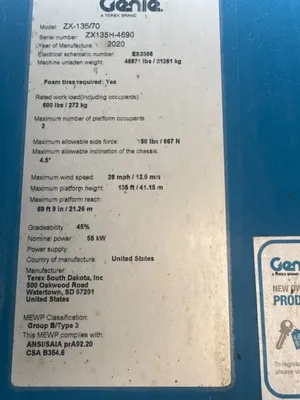 Genie.
A TEREX BRAND
Model: ZX-135/70
Serial number: ZX135H-4690
Year of Manufacture: 2020
Electrical schematic number: ES0366
Machine unladen weight: 46871 lbs / 21261 kg
Foam tires required: Yes
Rated work load(including occupants):
600 lbs / 272 kg
Maximum number of platform occupants:
2
Maximum allowable side force: 150 lbs / 667 N
Maximum allowable inclination of the chassis:
4.5°
Maximum wind speed: 28 mph / 12.5 m/s
Maximum platform height: 135 ft / 41.15 m
Maximum platform reach:
69 ft 9 in / 21.26 m
Gradeability: 45%
Nominal power: 55 kW
Power supply:
Country of manufacture: United States
Manufacturer:
Terex South Dakota, Inc
500 Oakwood Road
Watertown, SD 57201
United States
MEWP Classification:
Group B/Type 3
This MEWP complies with:
ANSI/SAIA prA92.20
CSA B354.6
Genie
A TEREX BRAND
NEW
To
please